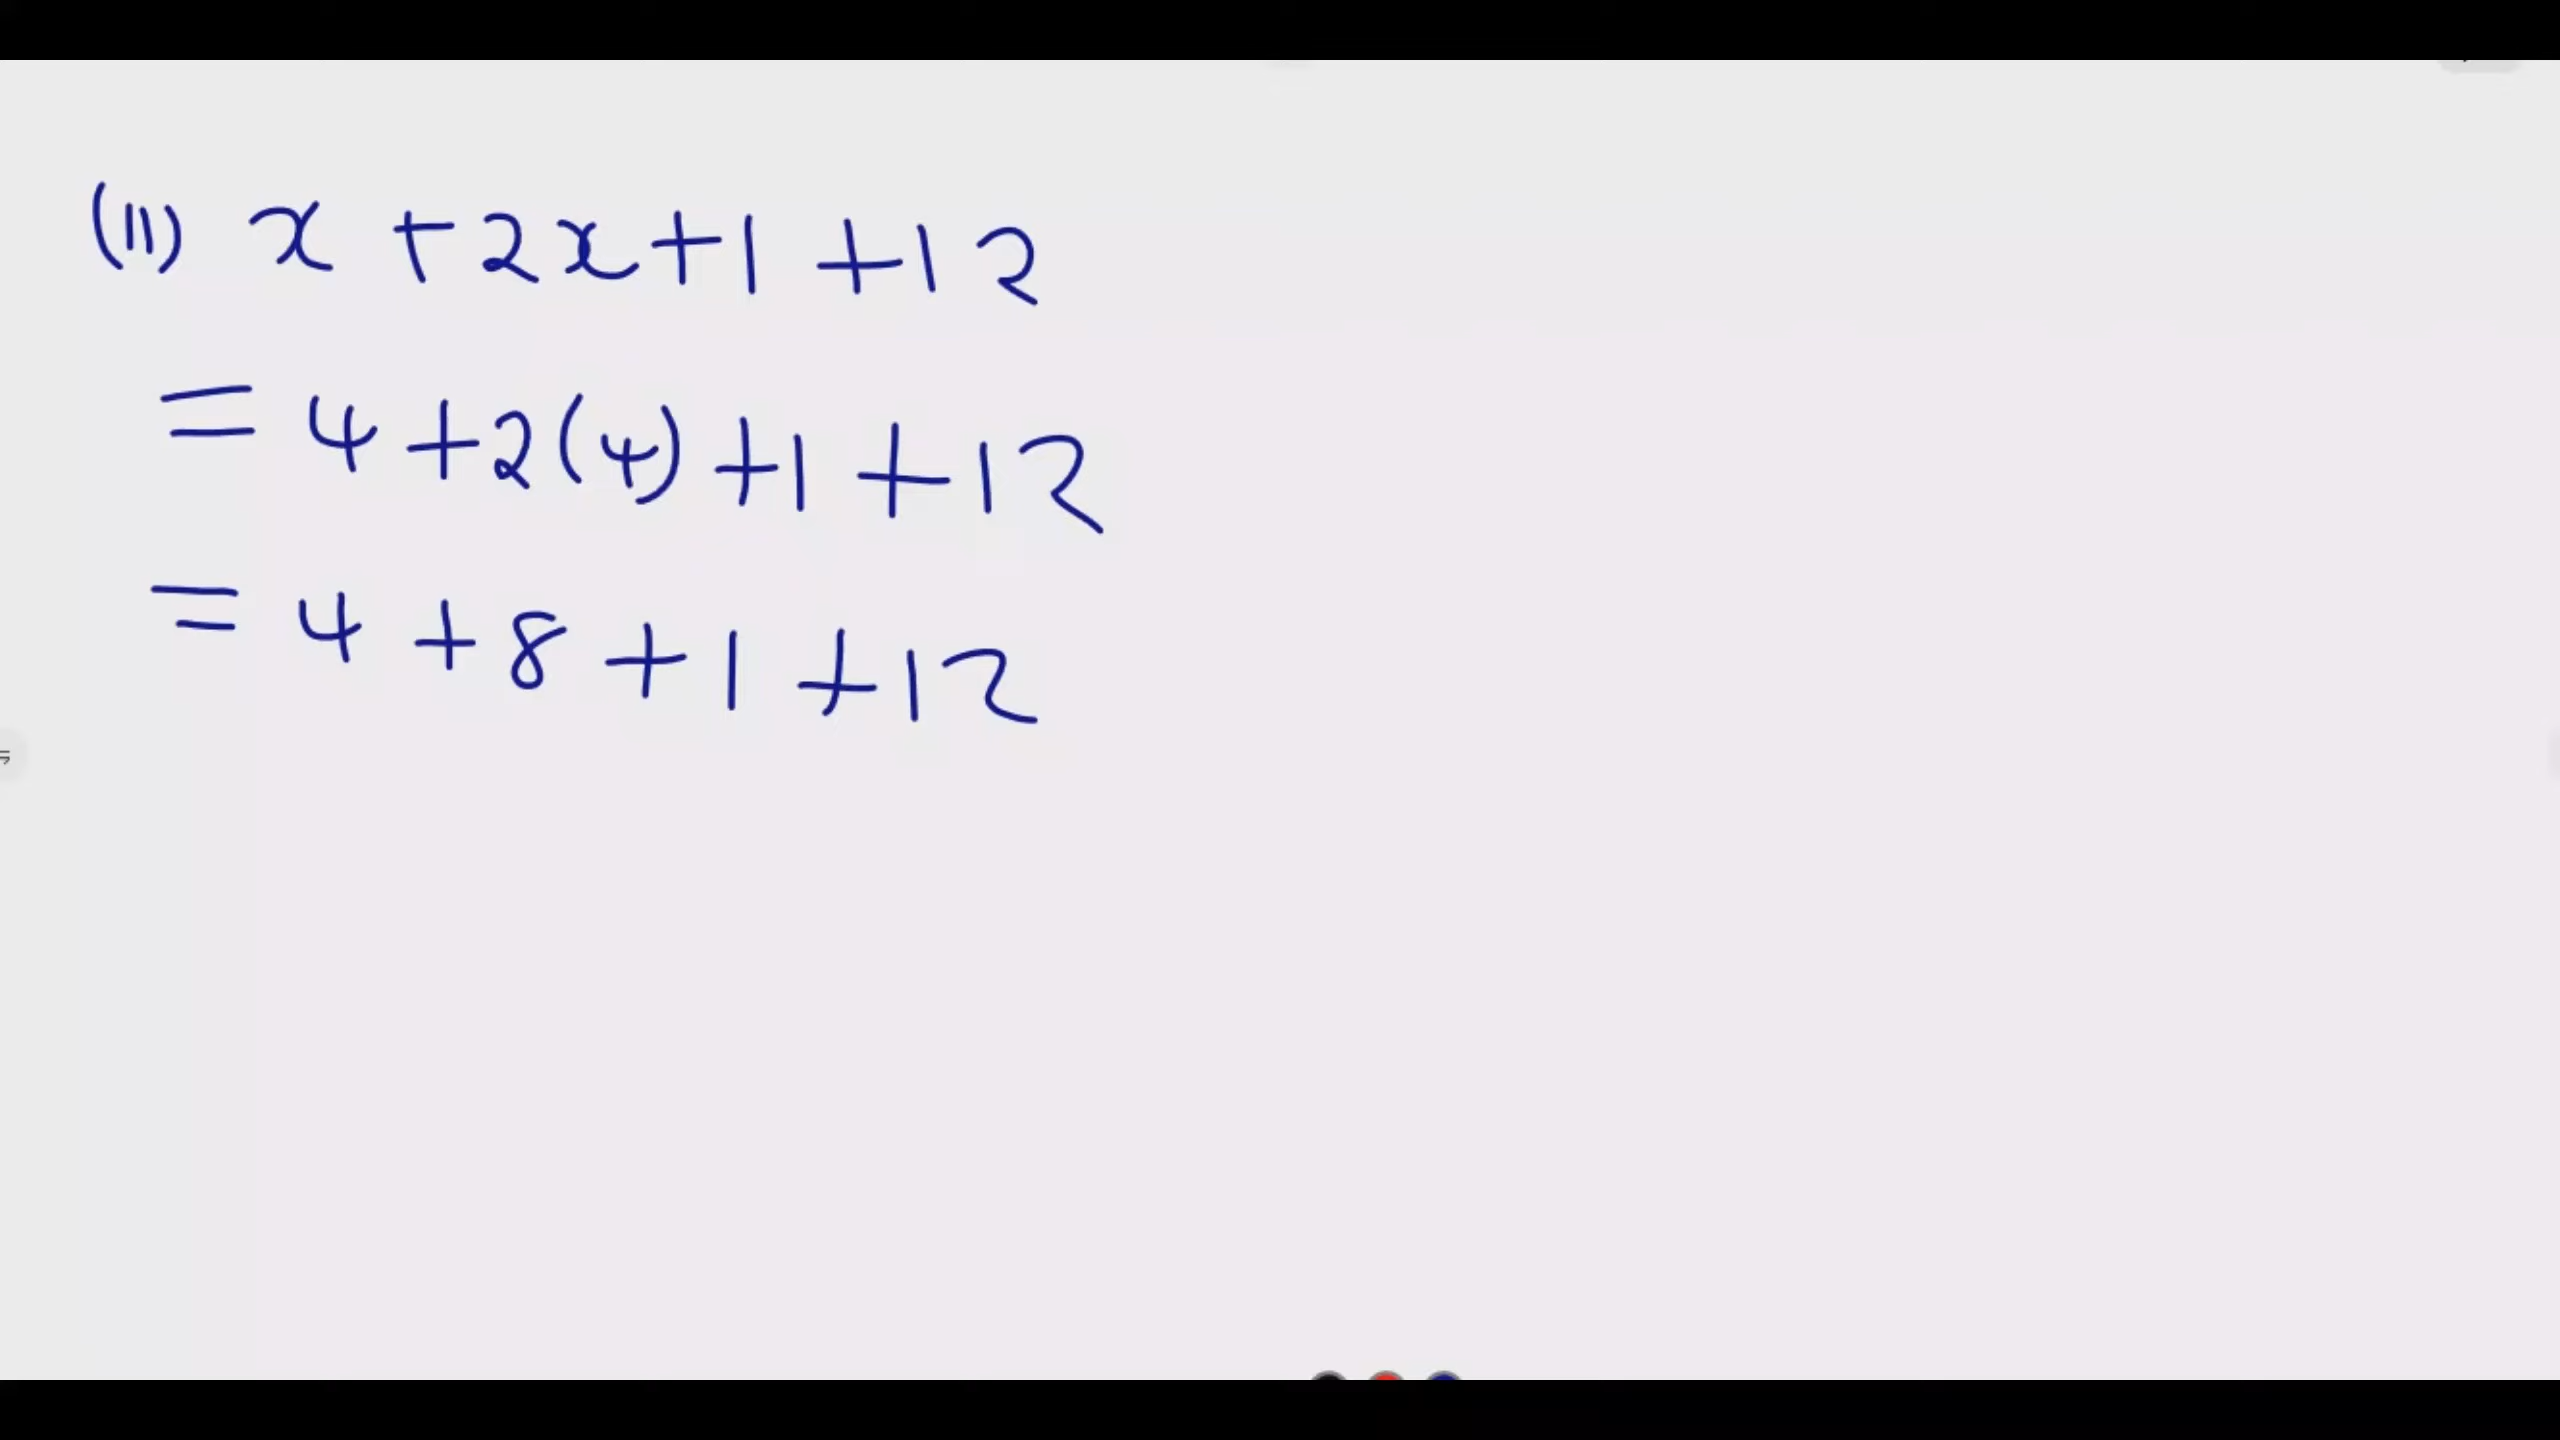 (11) x + 2x + 1 + 12
= 4 + 2(4) + 1 + 12
= 4 + 8 + 1 + 12